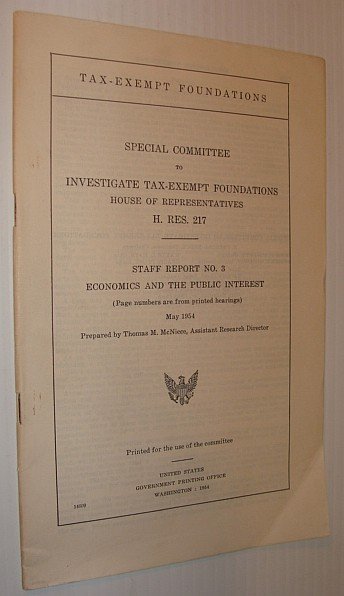 TAX-EXEMPT FOUNDATIONS
SPECIAL COMMITTEE
TO
INVESTIGATE TAX-EXEMPT FOUNDATIONS
HOUSE OF REPRESENTATIVES
H. RES. 217
STAFF REPORT NO. 3
ECONOMICS AND THE PUBLIC INTEREST
(Page numbers are from printed hearings)
May 1954
Prepared by Thomas M. McNiece, Assistant Research Director
Printed for the use of the committee
UNITED STATES
GOVERNMENT PRINTING OFFICE
WASHINGTON : 1954